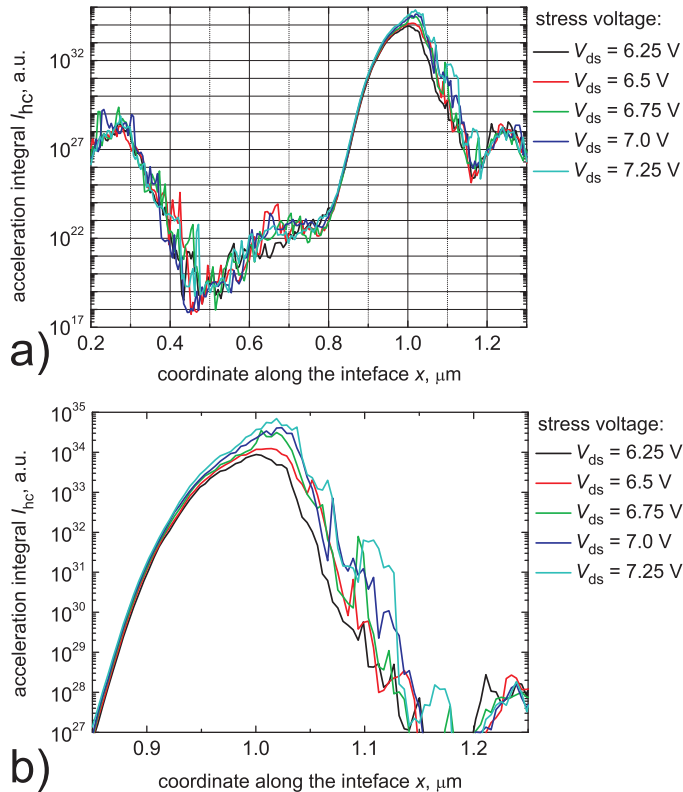 acceleration integral I_hc, a.u.
10^32
10^27
10^22
10^17
0.2 0.4 0.6 0.8 1.0 1.2
coordinate along the inteface x, μm
a)
stress voltage:
V_ds = 6.25 V
V_ds = 6.5 V
V_ds = 6.75 V
V_ds = 7.0 V
V_ds = 7.25 V
acceleration integral I_hc, a.u.
10^35
10^34
10^33
10^32
10^31
10^30
10^29
10^28
10^27
0.9 1.0 1.1 1.2
coordinate along the inteface x, μm
b)
stress voltage:
V_ds = 6.25 V
V_ds = 6.5 V
V_ds = 6.75 V
V_ds = 7.0 V
V_ds = 7.25 V